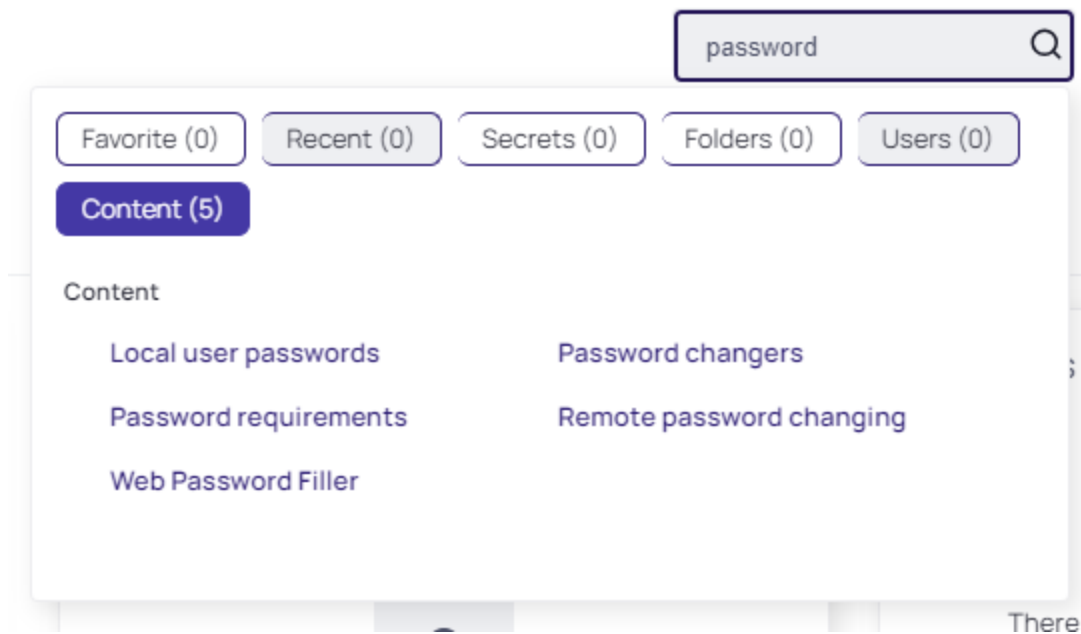 password
Favorite (0) Recent (0) Secrets (0) Folders (0) Users (0)
Content (5)
Content
Local user passwords Password changers
Password requirements Remote password changing
Web Password Filler
There